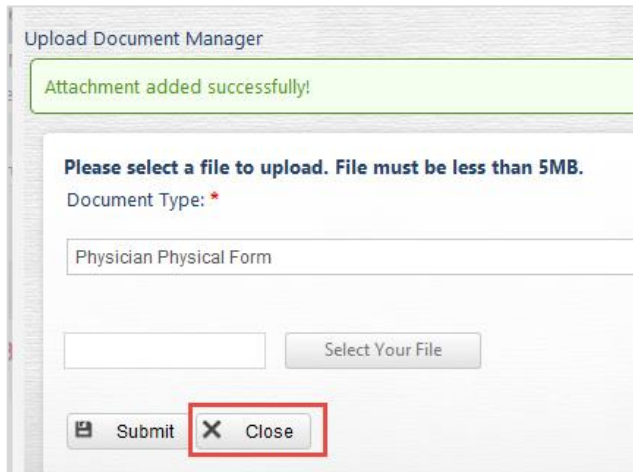 Upload Document Manager
Attachment added successfully!
Please select a file to upload. File must be less than 5MB.
Document Type: *
Physician Physical Form
Select Your File
Submit Close